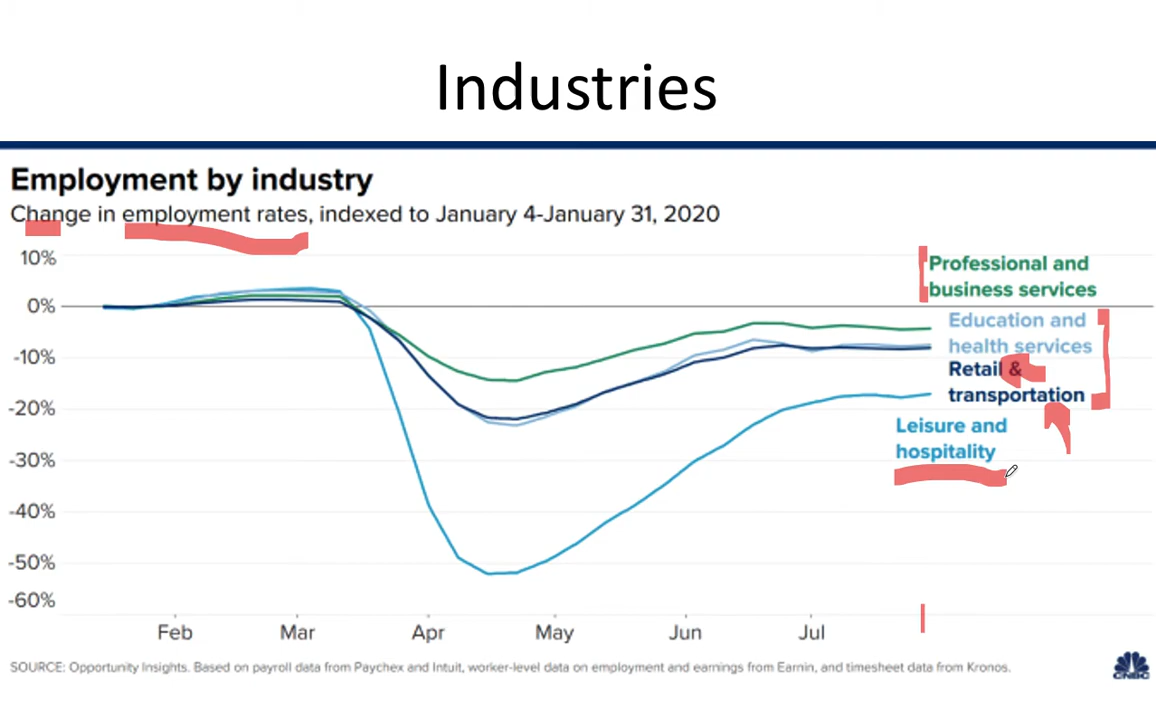 Industries
Employment by industry
Change in employment rates, indexed to January 4-January 31, 2020
10%
0%
-10%
-20%
-30%
-40%
-50%
-60%
Professional and
business services
Education and
health services
Retail &
transportation
Leisure and
hospitality
Feb Mar Apr May Jun Jul
SOURCE: Opportunity Insights. Based on payroll data from Paychex and Intuit, worker-level data on employment and earnings from Earnin, and timesheet data from Kronos.
CNBC